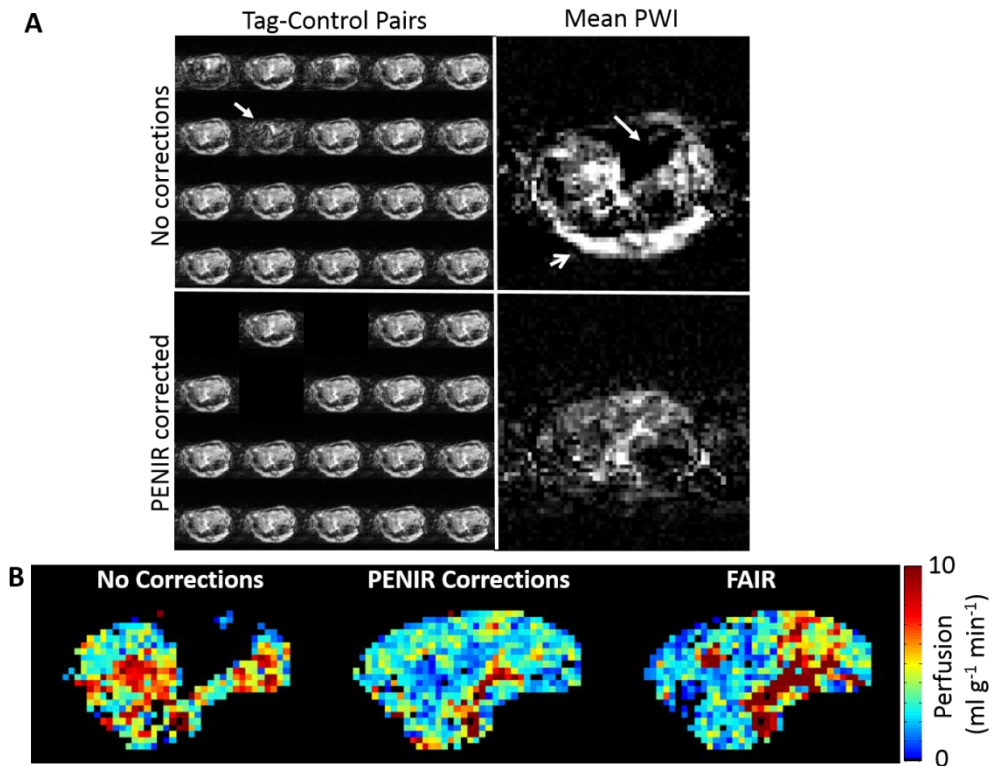 A
Tag-Control Pairs
Mean PWI
No corrections
PENIR corrected
B
No Corrections
PENIR Corrections
FAIR
10
0
Perfusion
(ml g⁻¹ min⁻¹)